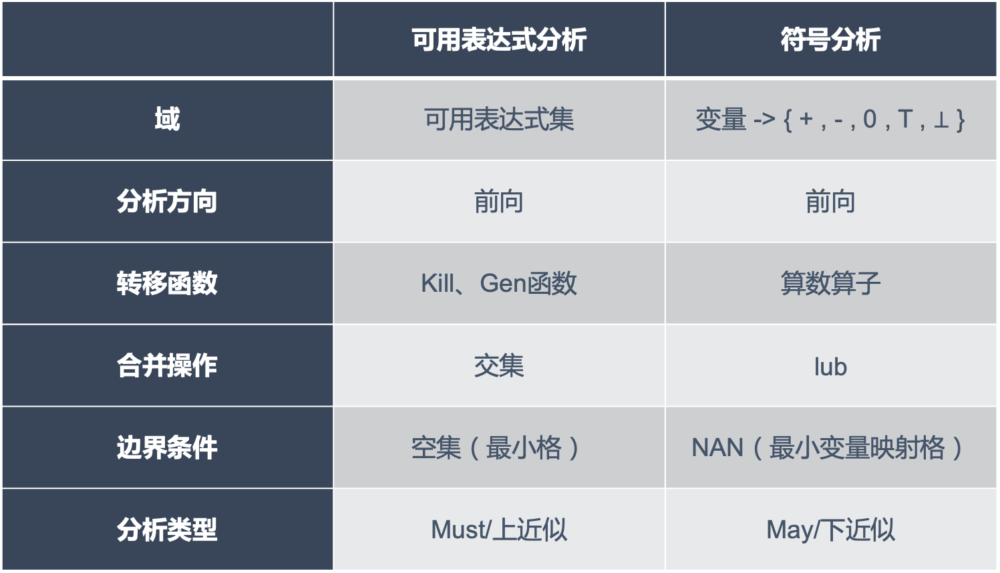 可用表达式分析 符号分析
域 可用表达式集 变量 -> { + , - , 0 , T , ⊥ }
分析方向 前向 前向
转移函数 Kill、Gen函数 算数算子
合并操作 交集 lub
边界条件 空集（最小格） NAN（最小变量映射格）
分析类型 Must/上近似 May/下近似